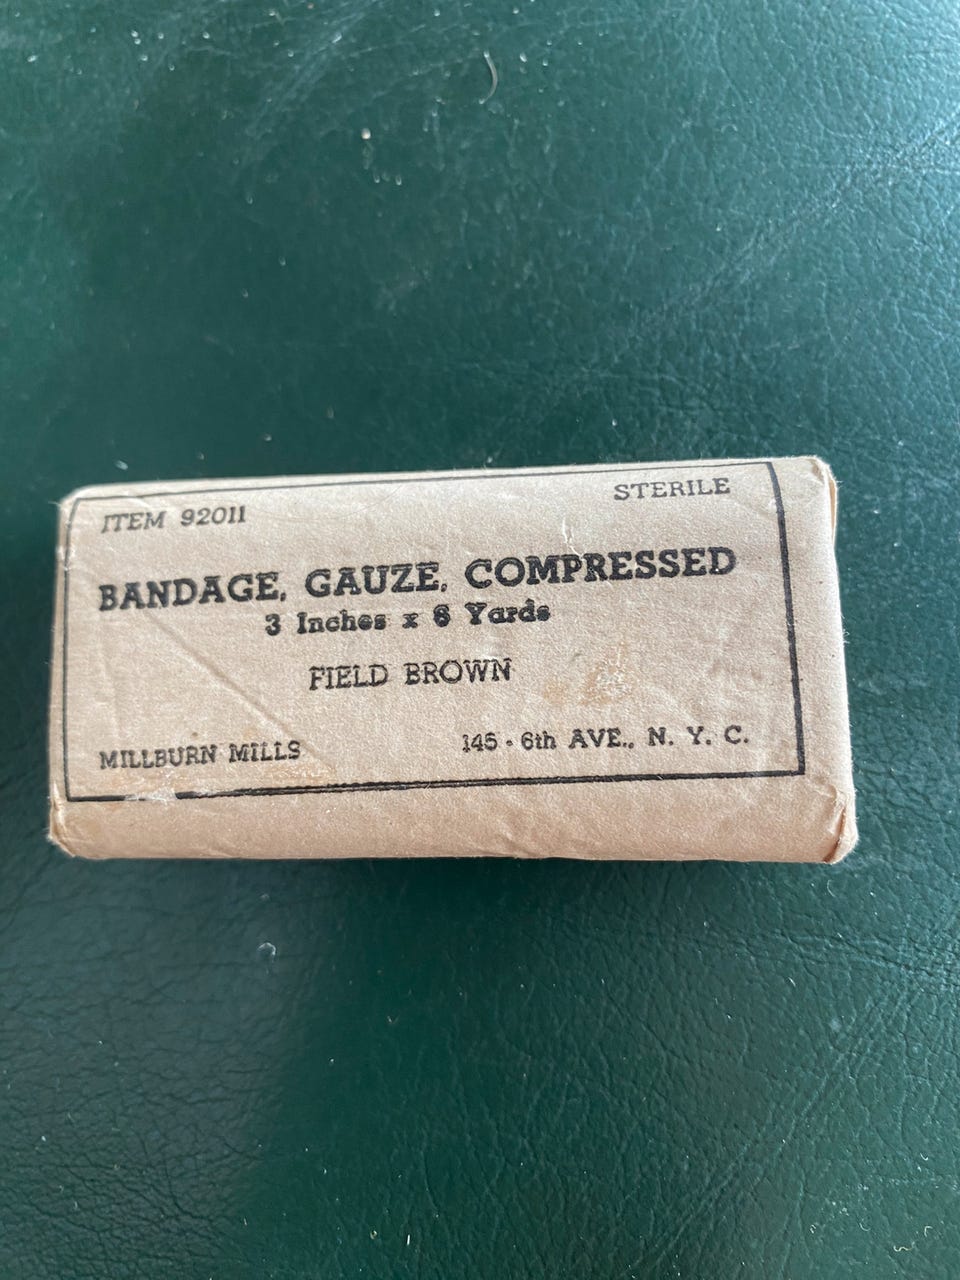 ITEM 92011 STERILE
BANDAGE, GAUZE, COMPRESSED
3 Inches x 6 Yards
FIELD BROWN
MILLBURN MILLS 145 - 6th AVE., N. Y. C.